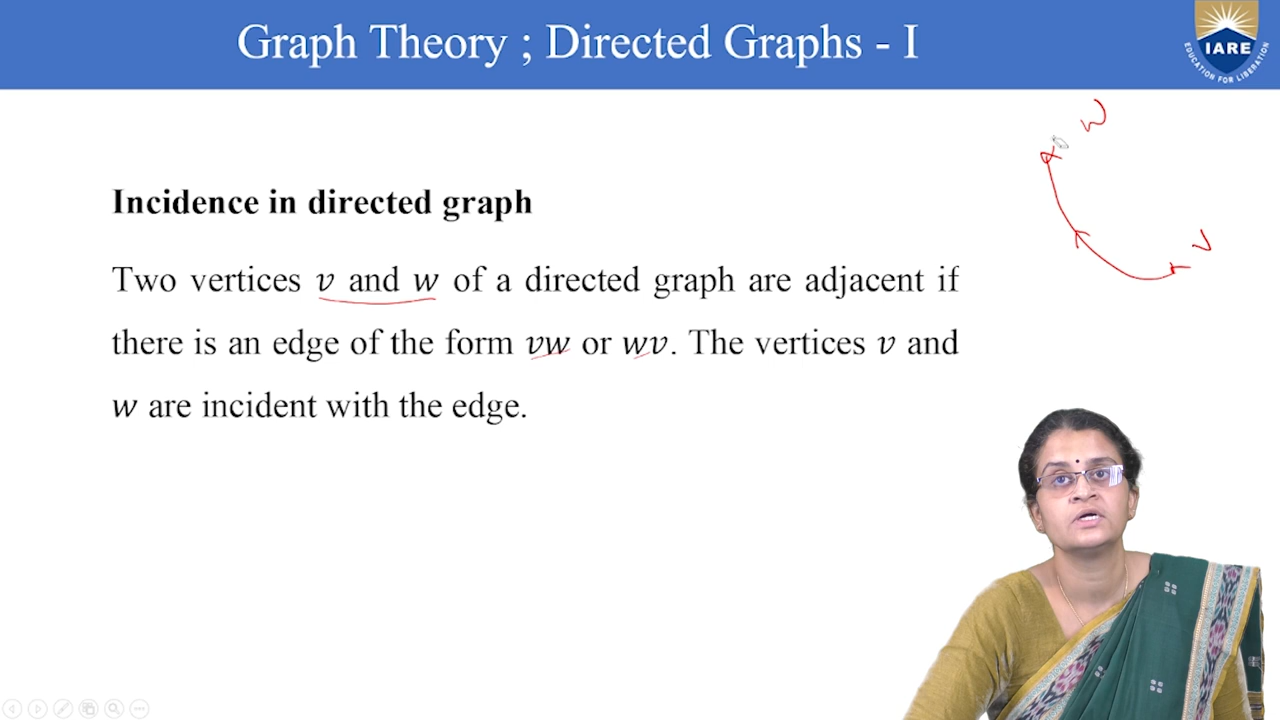 Graph Theory ; Directed Graphs - I
IARE
EDUCATION FOR LIBERATION
W
V
Incidence in directed graph
Two vertices v and w of a directed graph are adjacent if
there is an edge of the form vw or wv. The vertices v and
w are incident with the edge.